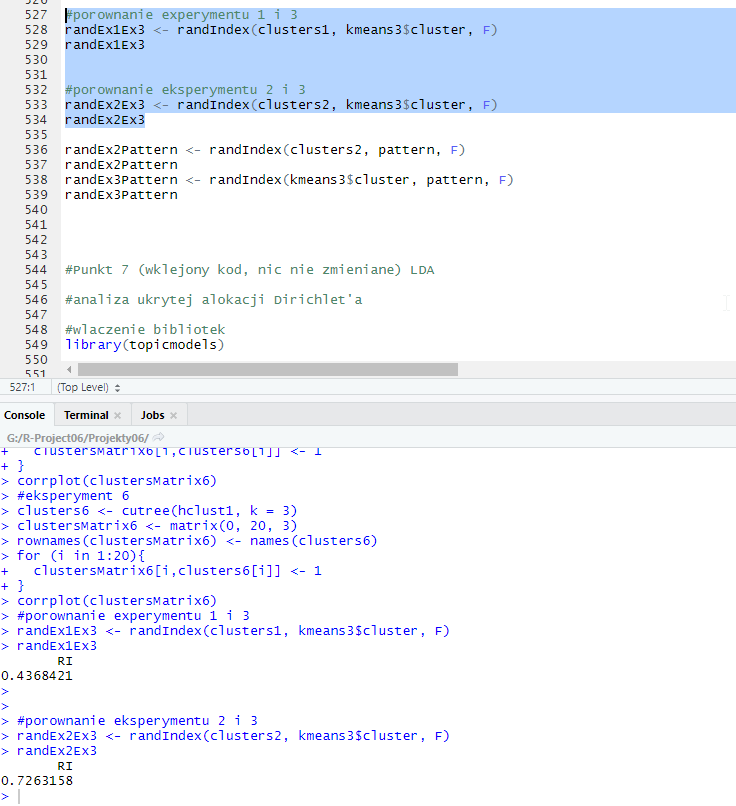 526
527 #porownanie experymentu 1 i 3
528 randEx1Ex3 <- randIndex(clusters1, kmeans3$cluster, F)
529 randEx1Ex3
530
531
532 #porownanie eksperymentu 2 i 3
533 randEx2Ex3 <- randIndex(clusters2, kmeans3$cluster, F)
534 randEx2Ex3
535
536 randEx2Pattern <- randIndex(clusters2, pattern, F)
537 randEx2Pattern
538 randEx3Pattern <- randIndex(kmeans3$cluster, pattern, F)
539 randEx3Pattern
540
541
542
543
544 #Punkt 7 (wklejony kod, nic nie zmieniane) LDA
545
546 #analiza ukrytej alokacji Dirichlet'a
547
548 #wlaczenie bibliotek
549 library(topicmodels)
550
551
527:1 (Top Level)
Console Terminal Jobs
G:/R-Project06/Projekty06/
+   clustersMatrix6[i,clusters6[i]] <- 1
+ }
> corrplot(clustersMatrix6)
> #eksperyment 6
> clusters6 <- cutree(hclust1, k = 3)
> clustersMatrix6 <- matrix(0, 20, 3)
> rownames(clustersMatrix6) <- names(clusters6)
> for (i in 1:20){
+   clustersMatrix6[i,clusters6[i]] <- 1
+ }
> corrplot(clustersMatrix6)
> #porownanie experymentu 1 i 3
> randEx1Ex3 <- randIndex(clusters1, kmeans3$cluster, F)
> randEx1Ex3
RI
0.4368421
>
>
> #porownanie eksperymentu 2 i 3
> randEx2Ex3 <- randIndex(clusters2, kmeans3$cluster, F)
> randEx2Ex3
RI
0.7263158
>